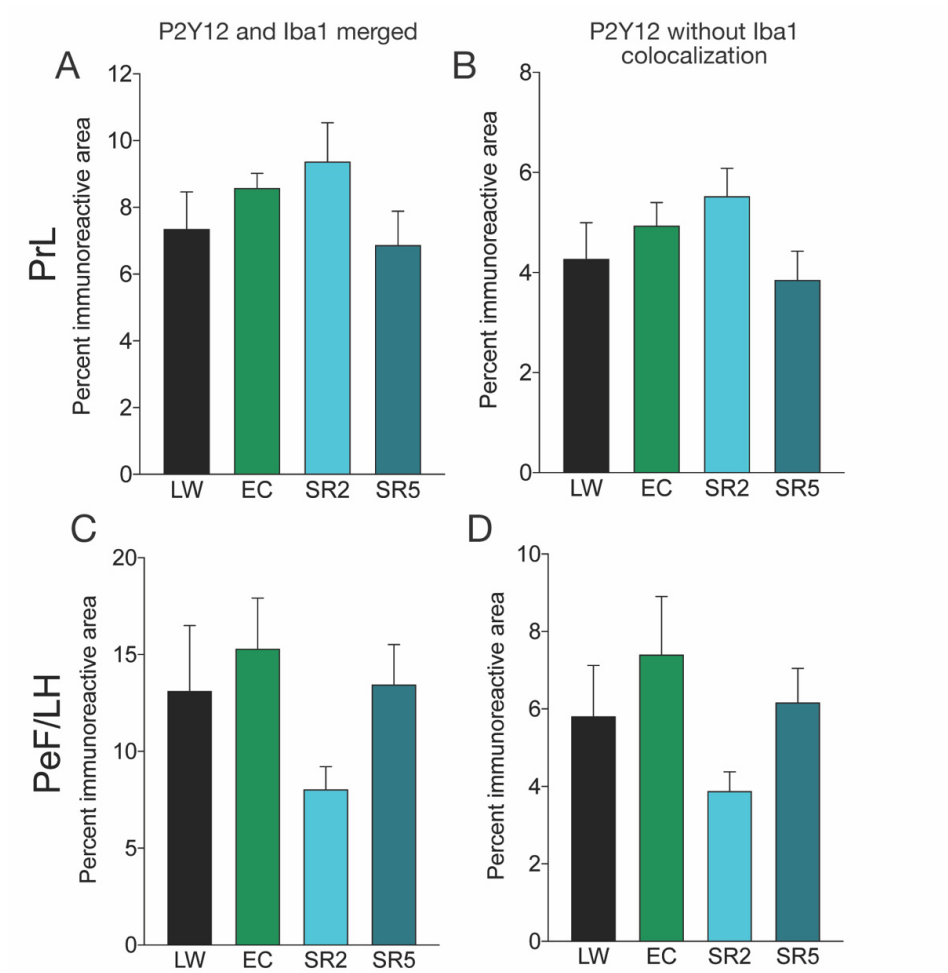 P2Y12 and Iba1 merged
P2Y12 without Iba1
colocalization
A
B
PrL
Percent immunoreactive area
12
10
8
6
4
2
0
LW EC SR2 SR5
Percent immunoreactive area
8
6
4
2
0
LW EC SR2 SR5
C
D
PeF/LH
Percent immunoreactive area
20
15
10
5
0
LW EC SR2 SR5
Percent immunoreactive area
10
8
6
4
2
0
LW EC SR2 SR5